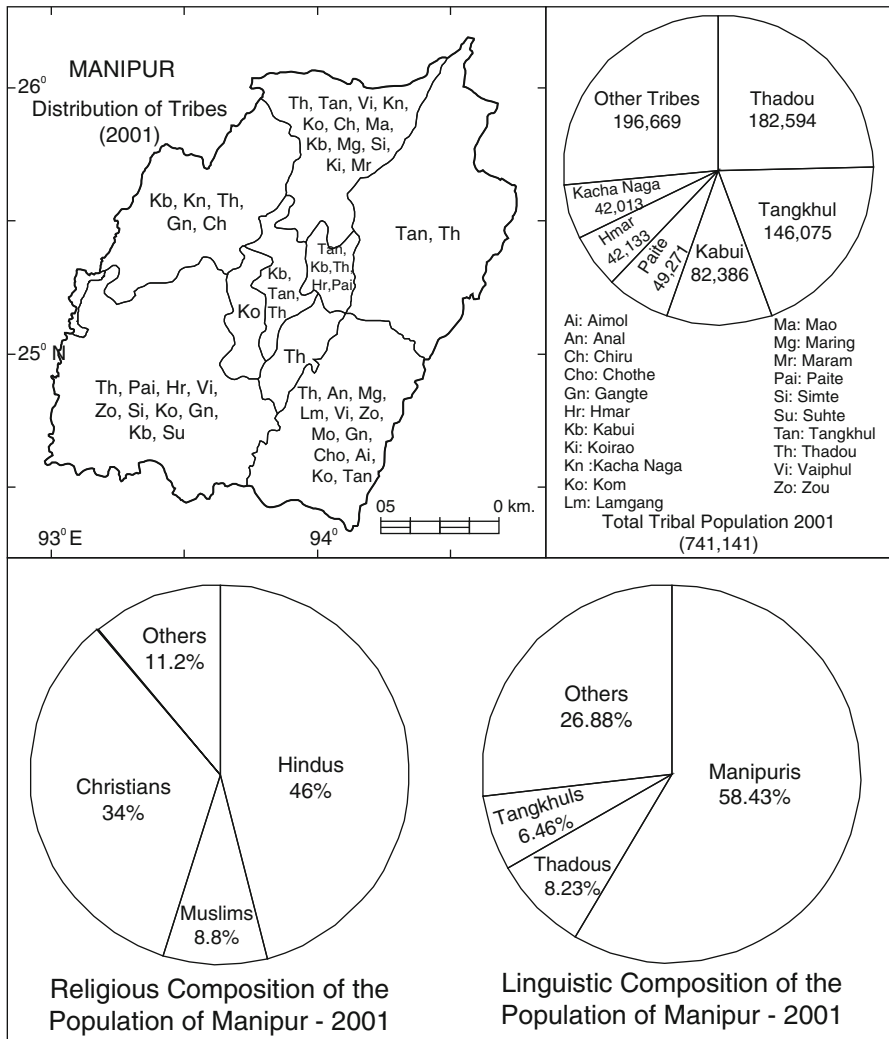 MANIPUR
Distribution of Tribes
(2001)
26⁰
25⁰ N
93⁰ E
94⁰
Th, Tan, Vi, Kn,
Ko, Ch, Ma,
Kb, Mg, Si,
Ki, Mr
Kb, Kn, Th,
Gn, Ch
Tan, Th
Tan,
Kb,Th,
Hr,Pai
Kb,
Tan,
Th
Ko
Th
Th, Pai, Hr, Vi,
Zo, Si, Ko, Gn,
Kb, Su
Th, An, Mg,
Lm, Vi, Zo,
Mo, Gn,
Cho, Ai,
Ko, Tan
05 0 km.
Other Tribes
196,669
Thadou
182,594
Kacha Naga
42,013
Hmar
42,133
Paite
49,271
Kabui
82,386
Tangkhul
146,075
Ai: Aimol
An: Anal
Ch: Chiru
Cho: Chothe
Gn: Gangte
Hr: Hmar
Kb: Kabui
Ki: Koirao
Kn :Kacha Naga
Ko: Kom
Lm: Lamgang
Ma: Mao
Mg: Maring
Mr: Maram
Pai: Paite
Si: Simte
Su: Suhte
Tan: Tangkhul
Th: Thadou
Vi: Vaiphul
Zo: Zou
Total Tribal Population 2001
(741,141)
Others
11.2%
Hindus
46%
Christians
34%
Muslims
8.8%
Religious Composition of the
Population of Manipur - 2001
Others
26.88%
Manipuris
58.43%
Tangkhuls
6.46%
Thadous
8.23%
Linguistic Composition of the
Population of Manipur - 2001